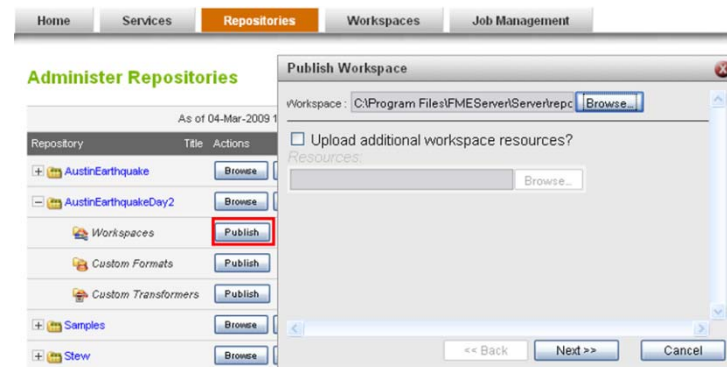 Home Services Repositories Workspaces Job Management
Administer Repositories
As of 04-Mar-2009 1
Repository Title Actions
AustinEarthquake Browse
AustinEarthquakeDay2 Browse
Workspaces Publish
Custom Formats Publish
Custom Transformers Publish
Samples Browse
Stew Browse
Publish Workspace
Workspace : C:\Program Files\FMEServer\Server\repc Browse...
Upload additional workspace resources?
Resources:
Browse...
<< Back Next >> Cancel